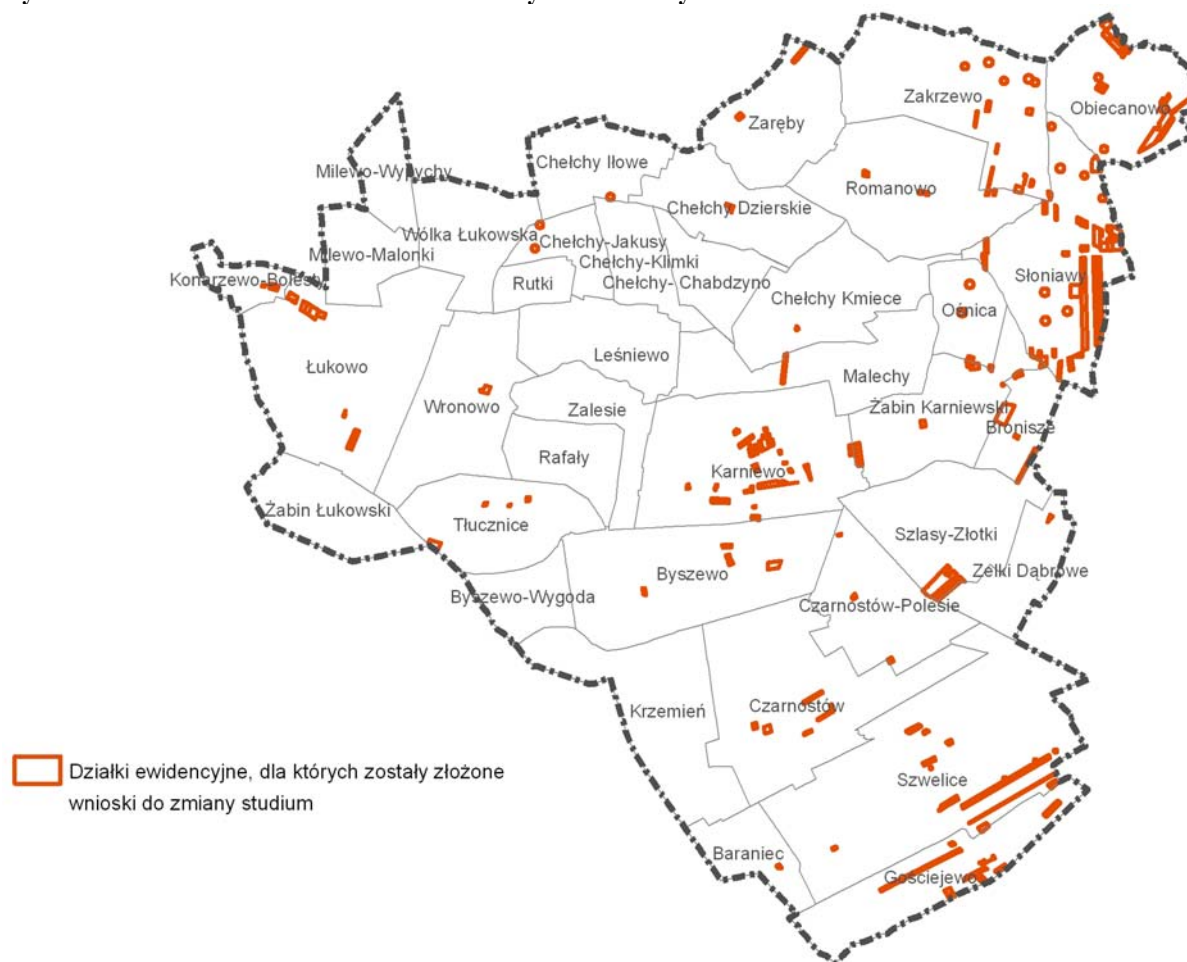 Zakrzewo
Obiecanowo
Zaręby
Chełchy Iłowe
Milewo-Wypychy
Romanowo
Chełchy Dzierskie
Wólka Łukowska
Chełchy-Jakusy
Milewo-Malonki
Chełchy-Klimki
Konarzewo-Bolesty
Rutki
Chełchy- Chabdzyno
Słoniawy
Chełchy Kmiece
Ośnica
Leśniewo
Łukowo
Malechy
Wronowo
Zalesie
Żabin Karniewski
Bronisze
Rafały
Karniewo
Żabin Łukowski
Tłucznice
Szlasy-Złotki
Byszewo
Zelki Dąbrowe
Byszewo-Wygoda
Czarnostów-Polesie
Krzemień
Czarnostów
Działki ewidencyjne, dla których zostały złożone
wnioski do zmiany studium
Szwelice
Baraniec
Gościejewo